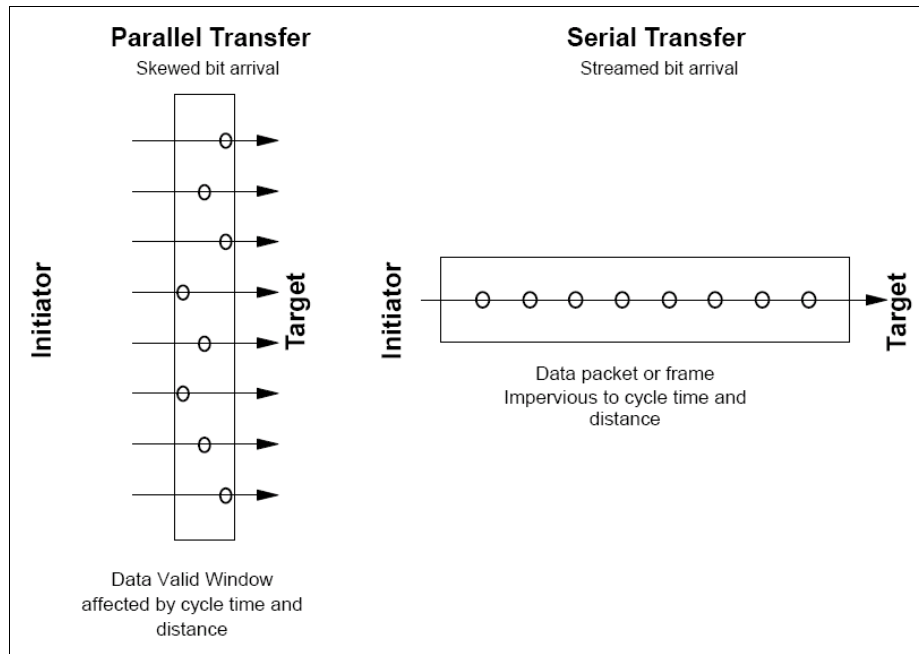 Parallel Transfer
Skewed bit arrival
Initiator
Target
Data Valid Window
affected by cycle time and
distance
Serial Transfer
Streamed bit arrival
Initiator
Target
Data packet or frame
Impervious to cycle time and
distance